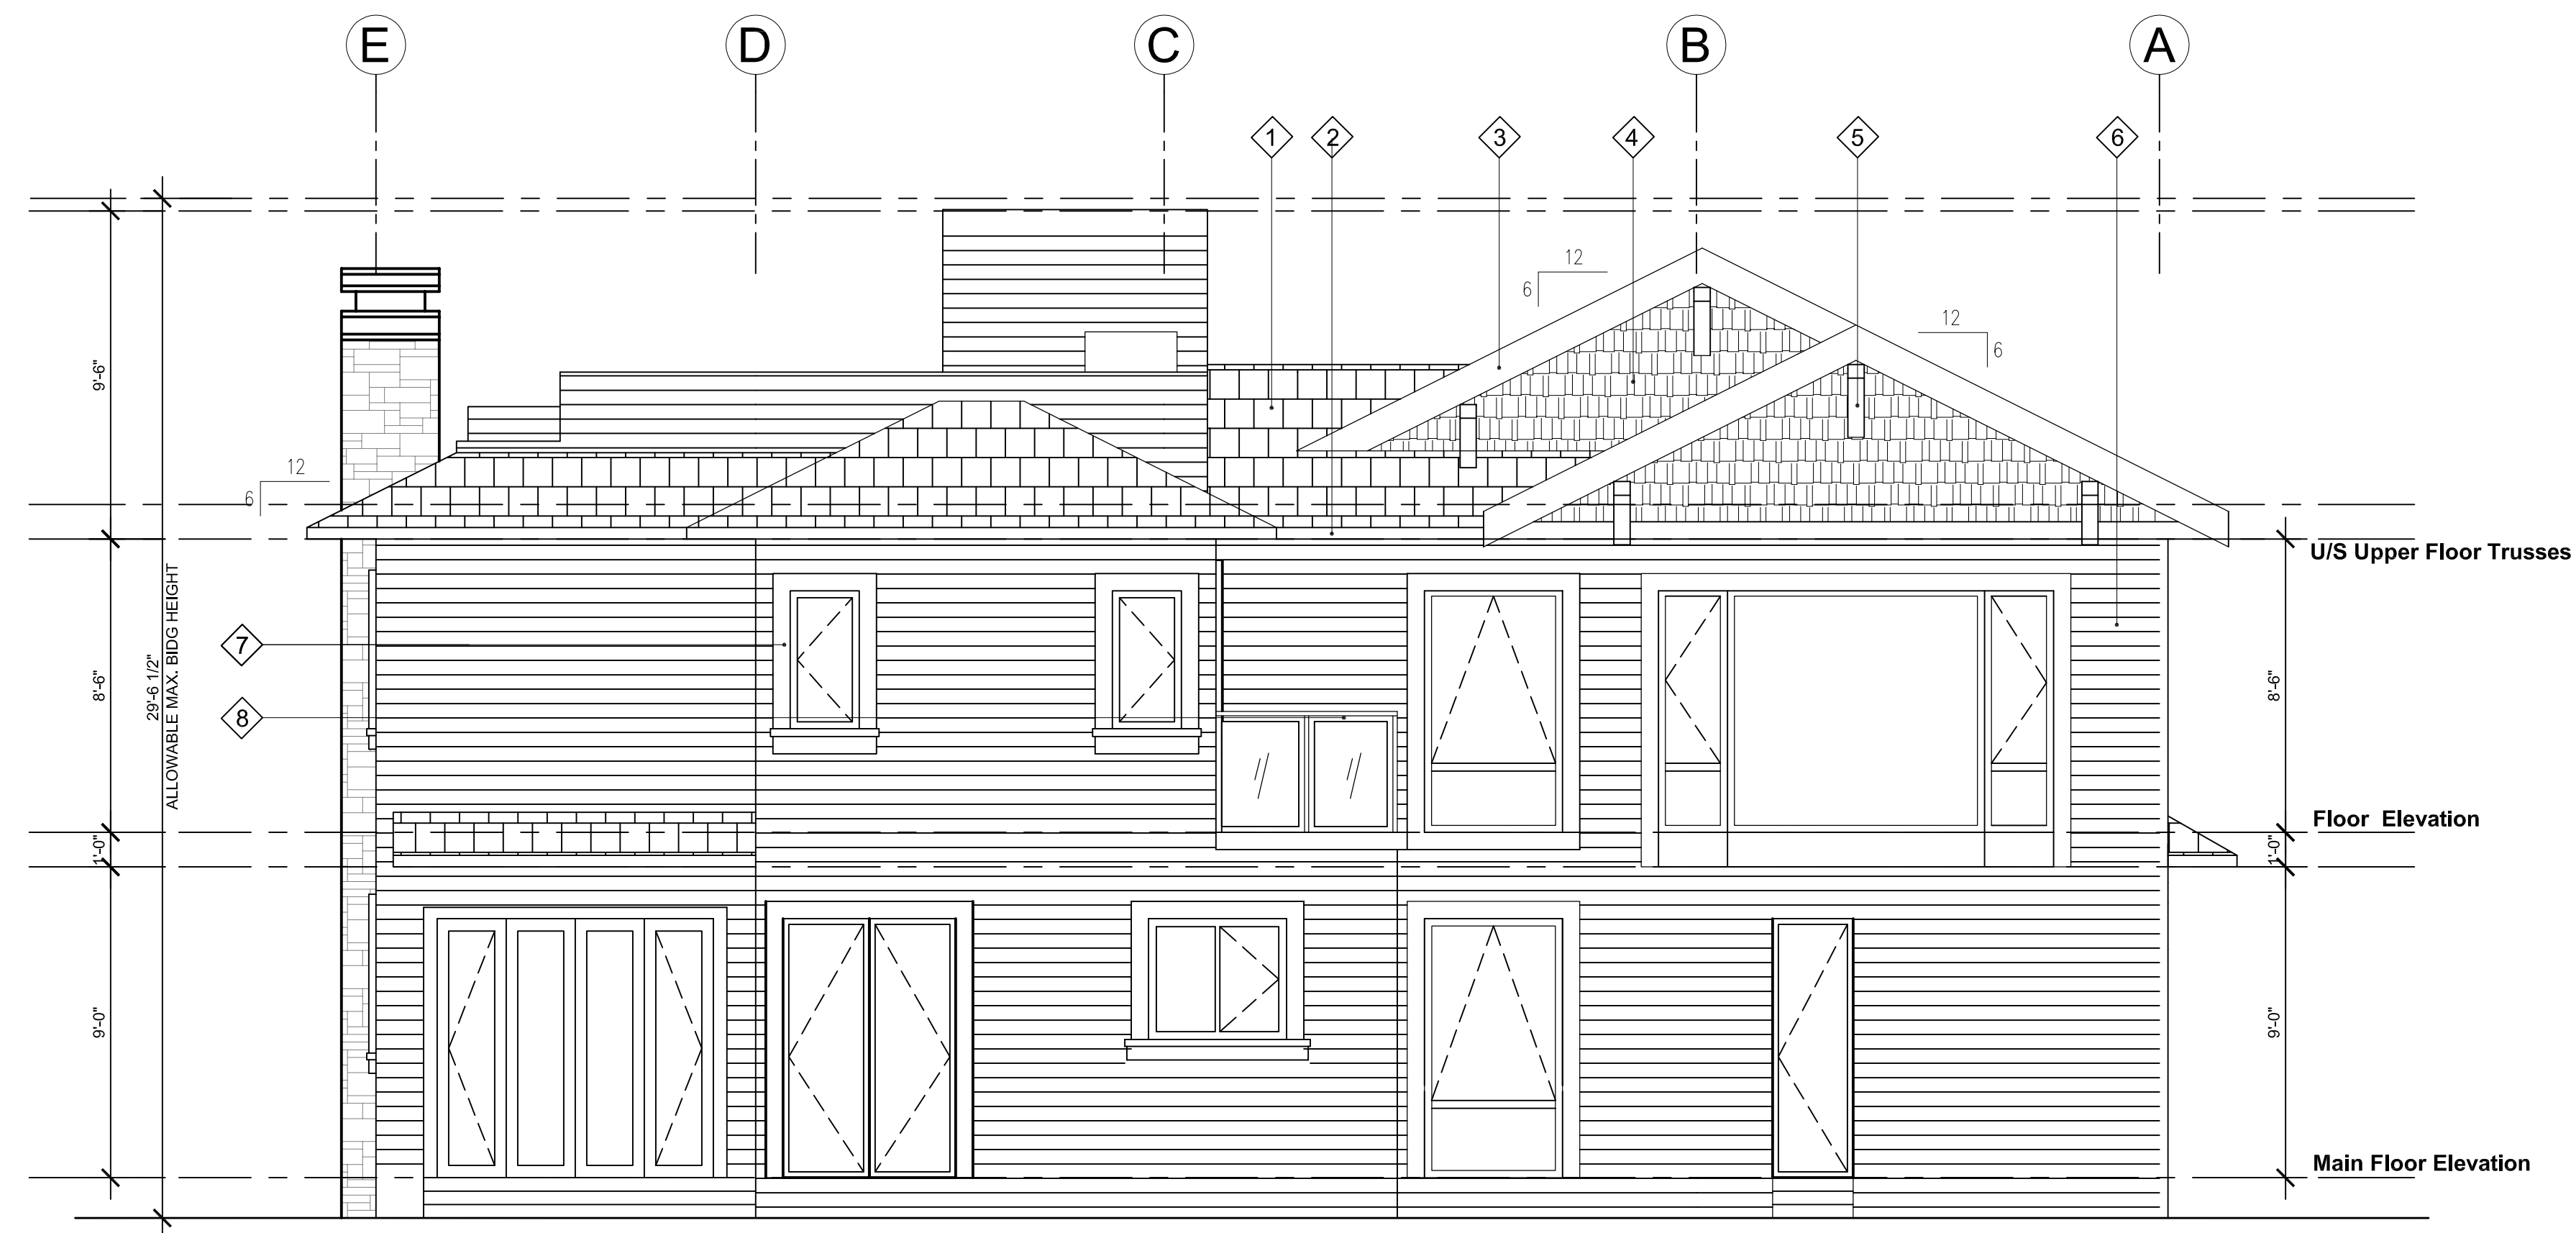 E D C B A
1 2 3 4 5 6
12
6
12
6
12
6
9'-6"
U/S Upper Floor Trusses
8'-6"
29'-6 1/2"
ALLOWABLE MAX. BIDG HEIGHT
7
8
8'-6"
Floor Elevation
1'-0"
1'-0"
9'-0"
9'-0"
Main Floor Elevation